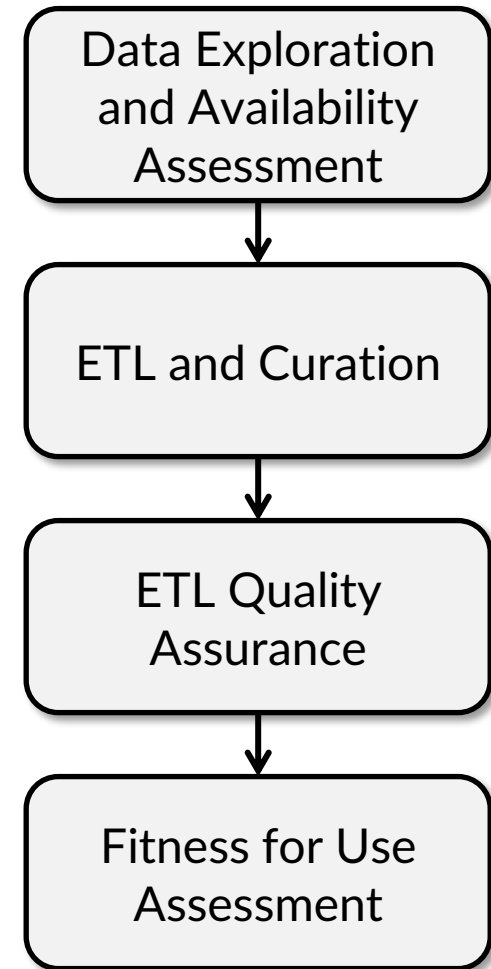 Data Exploration
and Availability
Assessment
ETL and Curation
ETL Quality
Assurance
Fitness for Use
Assessment